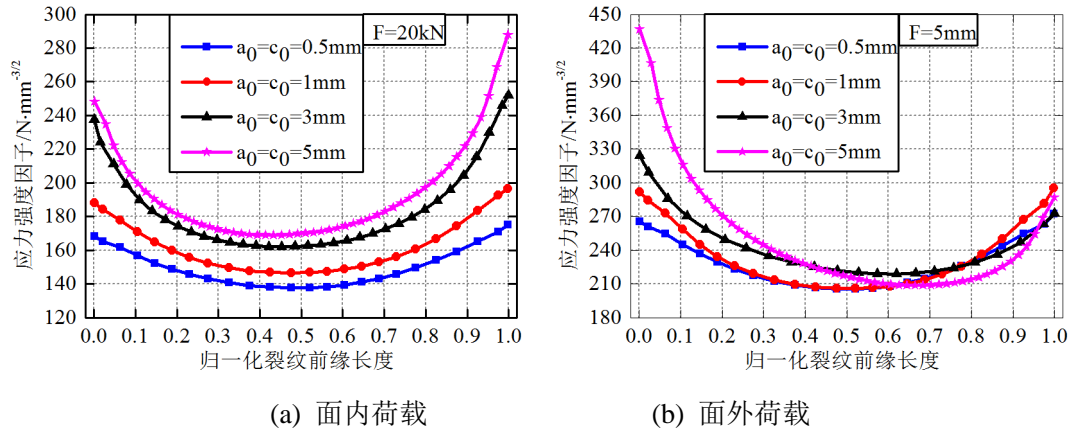 应力强度因子/N·mm⁻³/²
300
280
260
240
220
200
180
160
140
120
F=20kN
a₀=c₀=0.5mm
a₀=c₀=1mm
a₀=c₀=3mm
a₀=c₀=5mm
0.0 0.1 0.2 0.3 0.4 0.5 0.6 0.7 0.8 0.9 1.0
归一化裂纹前缘长度
(a) 面内荷载
应力强度因子/N·mm⁻³/²
450
420
390
360
330
300
270
240
210
180
F=5mm
a₀=c₀=0.5mm
a₀=c₀=1mm
a₀=c₀=3mm
a₀=c₀=5mm
0.0 0.1 0.2 0.3 0.4 0.5 0.6 0.7 0.8 0.9 1.0
归一化裂纹前缘长度
(b) 面外荷载